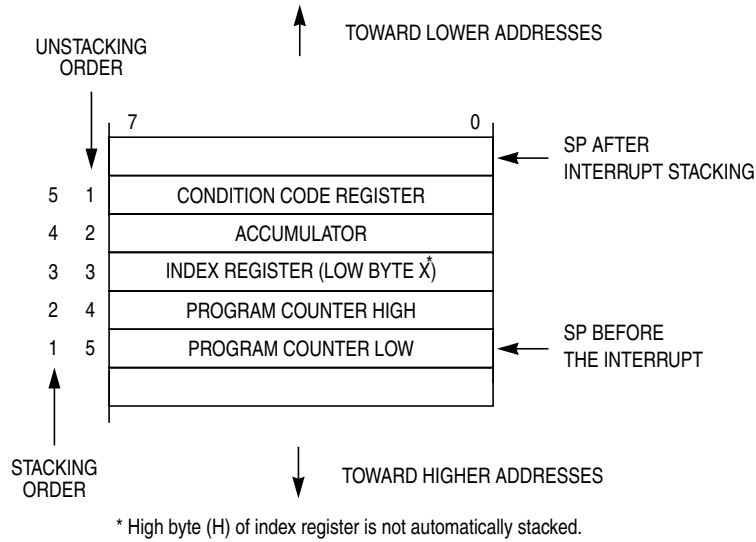 TOWARD LOWER ADDRESSES
UNSTACKING
ORDER
7 0
SP AFTER
INTERRUPT STACKING
5 1 CONDITION CODE REGISTER
4 2 ACCUMULATOR
3 3 INDEX REGISTER (LOW BYTE X)*
2 4 PROGRAM COUNTER HIGH
1 5 PROGRAM COUNTER LOW
SP BEFORE
THE INTERRUPT
STACKING
ORDER
TOWARD HIGHER ADDRESSES
* High byte (H) of index register is not automatically stacked.